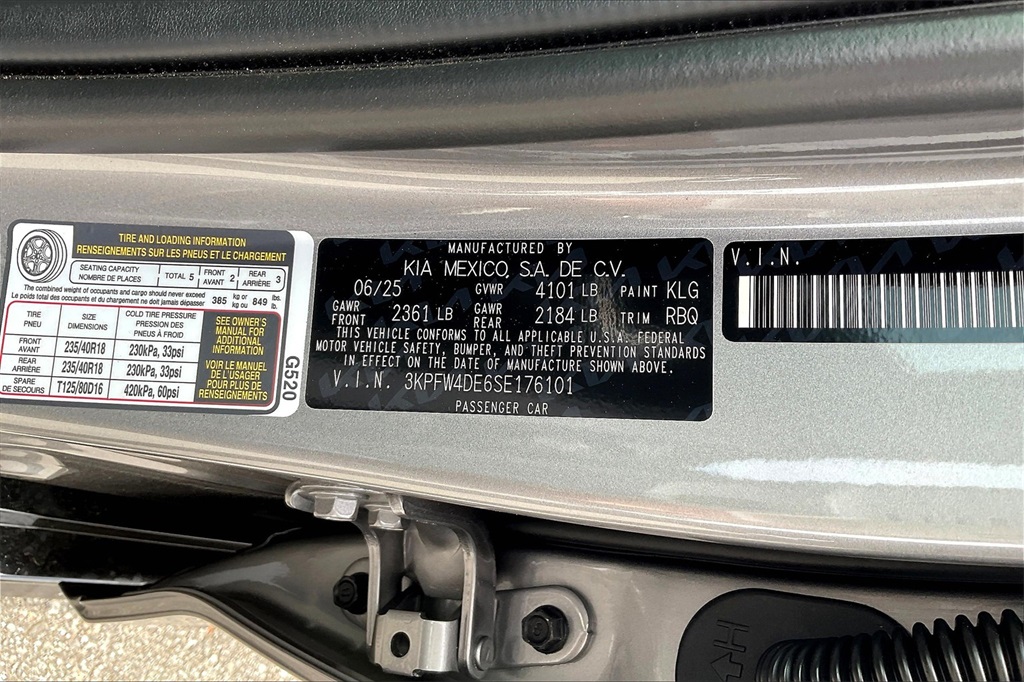 TIRE AND LOADING INFORMATION
RENSEIGNEMENTS SUR LES PNEUS ET LE CHARGEMENT
SEATING CAPACITY
NOMBRE DE PLACES
TOTAL 5
FRONT
AVANT 2
REAR
ARRIÈRE 3
The combined weight of occupants and cargo should never exceed
Le poids total des occupants et du chargement ne doit jamais dépasser
385 kg or
kg ou 849 lbs.
lb.
TIRE
PNEU
SIZE
DIMENSIONS
COLD TIRE PRESSURE
PRESSION DES
PNEUS À FROID
FRONT
AVANT
235/40R18
230kPa, 33psi
REAR
ARRIÈRE
235/40R18
230kPa, 33psi
SPARE
DE SECOURS
T125/80D16
420kPa, 60psi
SEE OWNER'S
MANUAL FOR
ADDITIONAL
INFORMATION
VOIR LE MANUEL
DE L'USAGER
POUR PLUS DE
RENSEIGNEMENTS
G520
MANUFACTURED BY
KIA MEXICO, S.A. DE C.V.
06/25 GVWR 4101 LB PAINT KLG
GAWR
FRONT 2361 LB GAWR
REAR 2184 LB TRIM RBQ
THIS VEHICLE CONFORMS TO ALL APPLICABLE U.S.A. FEDERAL
MOTOR VEHICLE SAFETY, BUMPER, AND THEFT PREVENTION STANDARDS
IN EFFECT ON THE DATE OF MANUFACTURE SHOWN ABOVE.
V.I.N. 3KPFW4DE6SE176101
PASSENGER CAR
V.I.N.
H